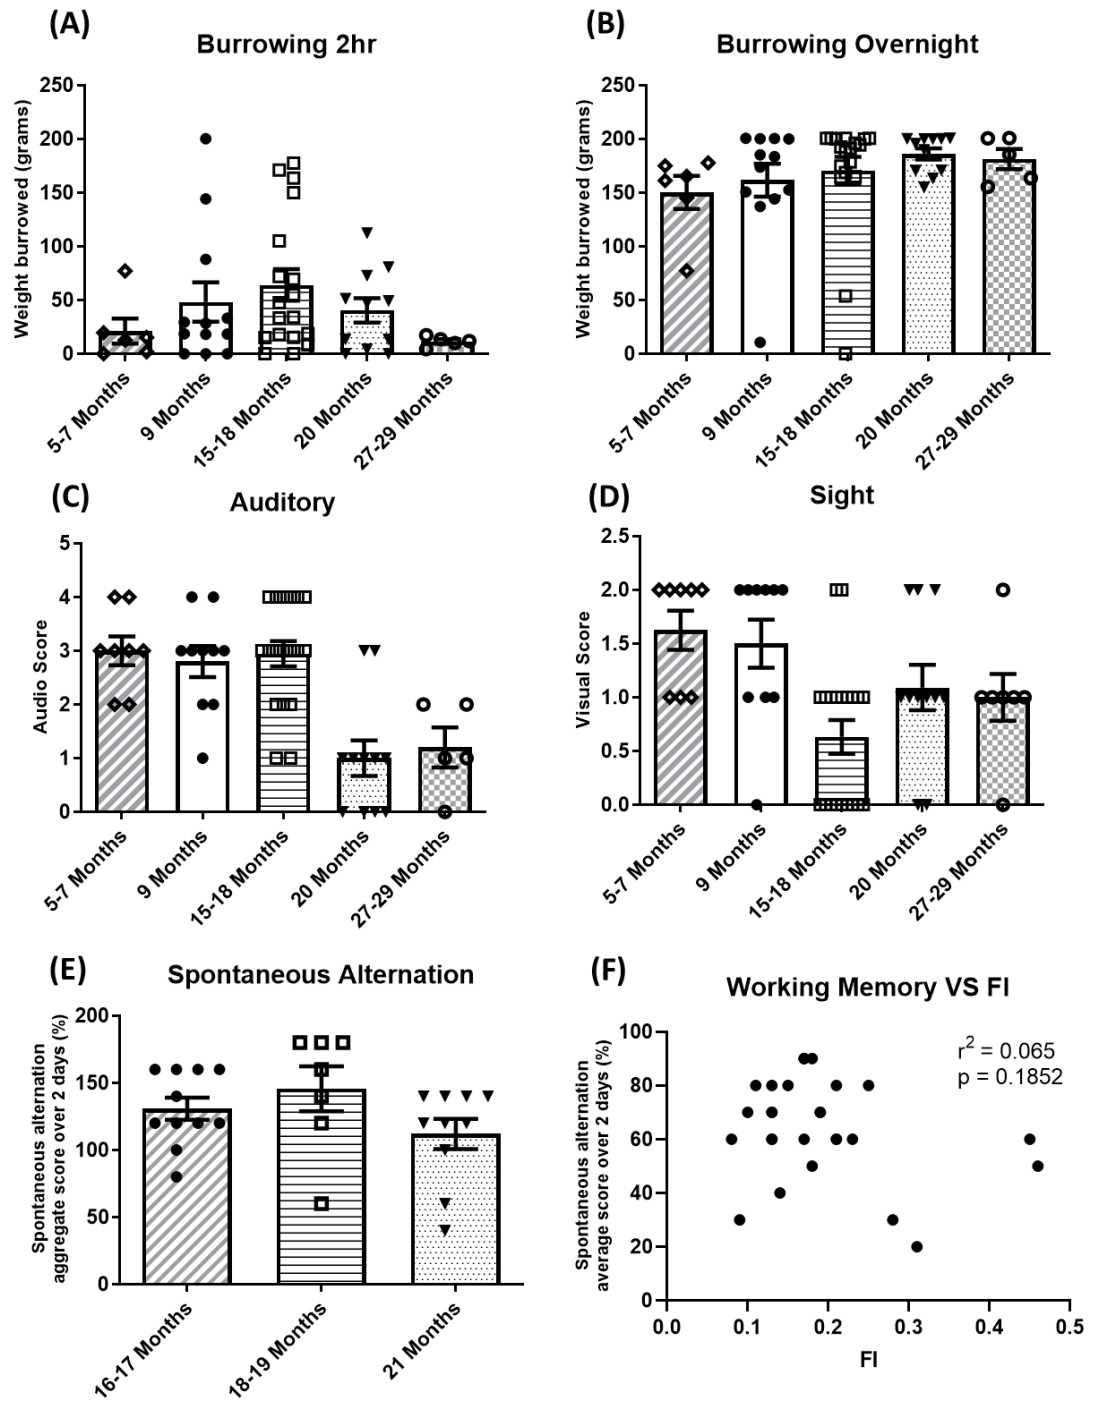 (A)
Burrowing 2hr
Weight burrowed (grams)
250
200
150
100
50
0
5-7 Months
9 Months
15-18 Months
20 Months
27-29 Months
(B)
Burrowing Overnight
Weight burrowed (grams)
250
200
150
100
50
0
5-7 Months
9 Months
15-18 Months
20 Months
27-29 Months
(C)
Auditory
Audio Score
5
4
3
2
1
0
5-7 Months
9 Months
15-18 Months
20 Months
27-29 Months
(D)
Sight
Visual Score
2.5
2.0
1.5
1.0
0.5
0.0
5-7 Months
9 Months
15-18 Months
20 Months
27-29 Months
(E)
Spontaneous Alternation
Spontaneous alternation
aggregate score over 2 days (%)
200
150
100
50
0
16-17 Months
18-19 Months
21 Months
(F)
Working Memory VS FI
Spontaneous alternation
average score over 2 days (%)
100
80
60
40
20
0
r² = 0.065
p = 0.1852
0.0
0.1
0.2
0.3
0.4
0.5
FI